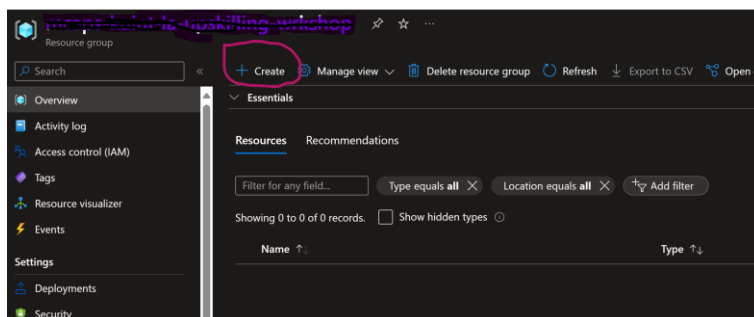 Resource group
Search
«
+ Create Manage view Delete resource group Refresh Export to CSV Open
Overview
Essentials
Activity log
Access control (IAM)
Resources Recommendations
Tags
Filter for any field... Type equals all Location equals all Add filter
Resource visualizer
Showing 0 to 0 of 0 records. Show hidden types
Events
Name Type
Settings
Deployments
Security